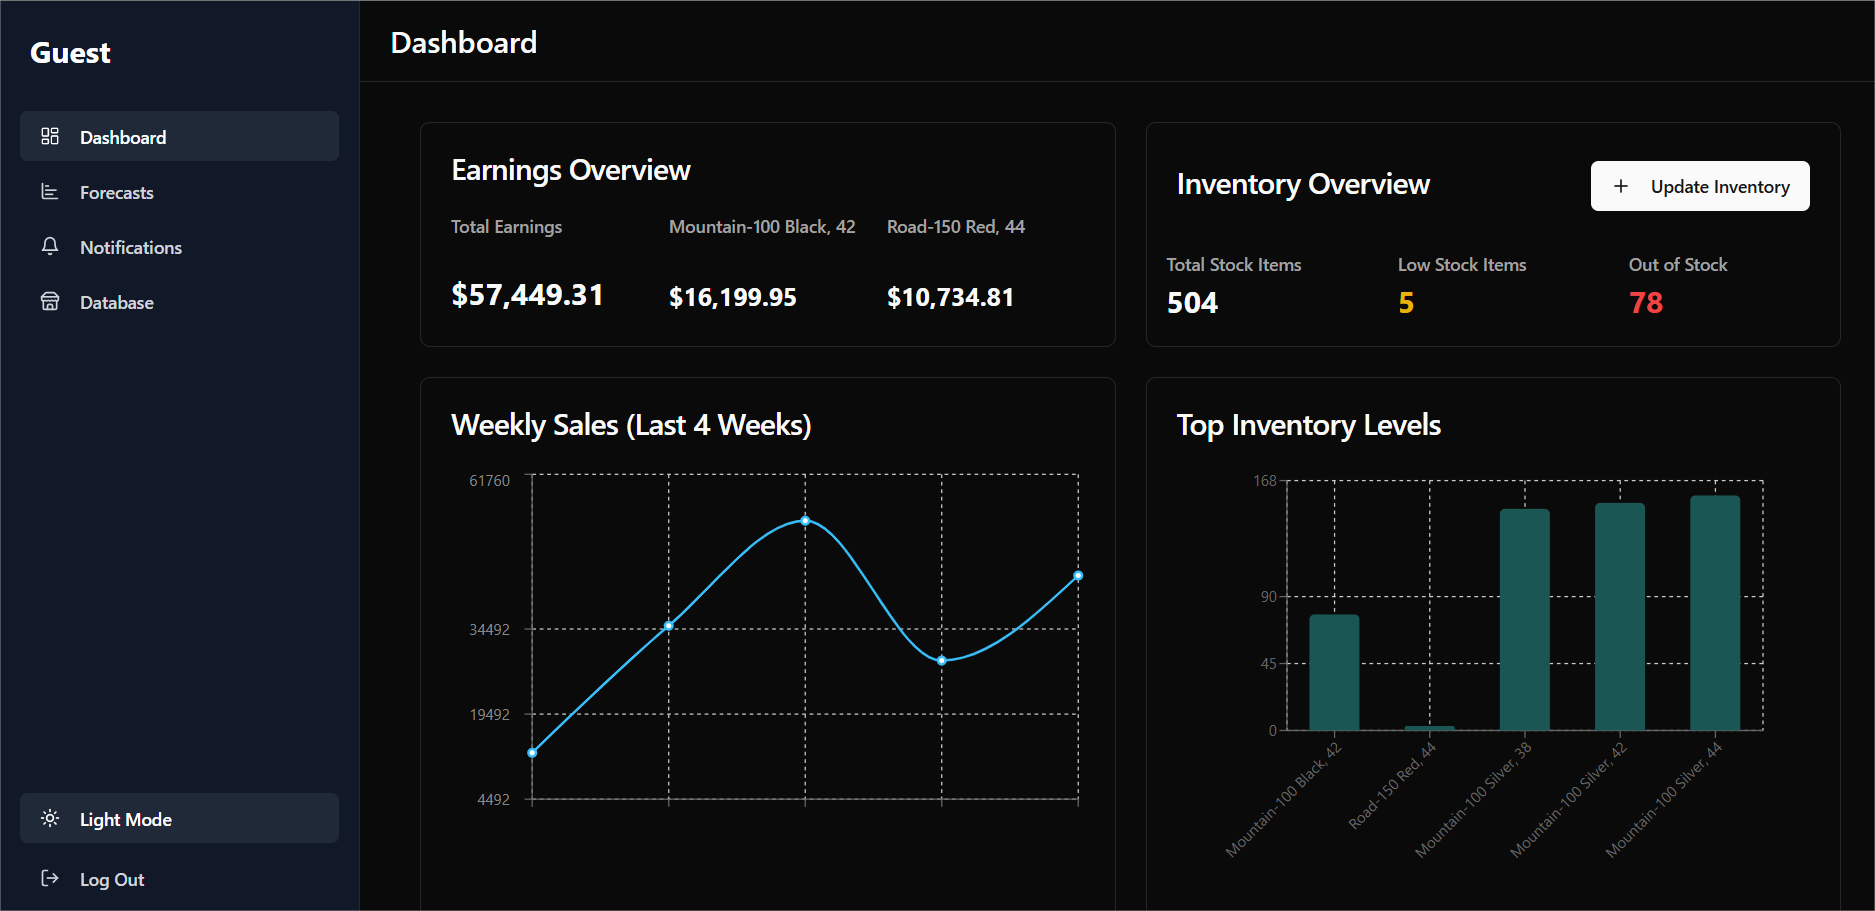 Guest
Dashboard
Forecasts
Notifications
Database
Light Mode
Log Out
Dashboard
Earnings Overview
Total Earnings
$57,449.31
Mountain-100 Black, 42
$16,199.95
Road-150 Red, 44
$10,734.81
Inventory Overview
+ Update Inventory
Total Stock Items
504
Low Stock Items
5
Out of Stock
78
Weekly Sales (Last 4 Weeks)
61760
34492
19492
4492
Top Inventory Levels
168
90
45
0
Mountain-100 Black, 42
Road-150 Red, 44
Mountain-100 Silver, 38
Mountain-100 Silver, 42
Mountain-100 Silver, 44